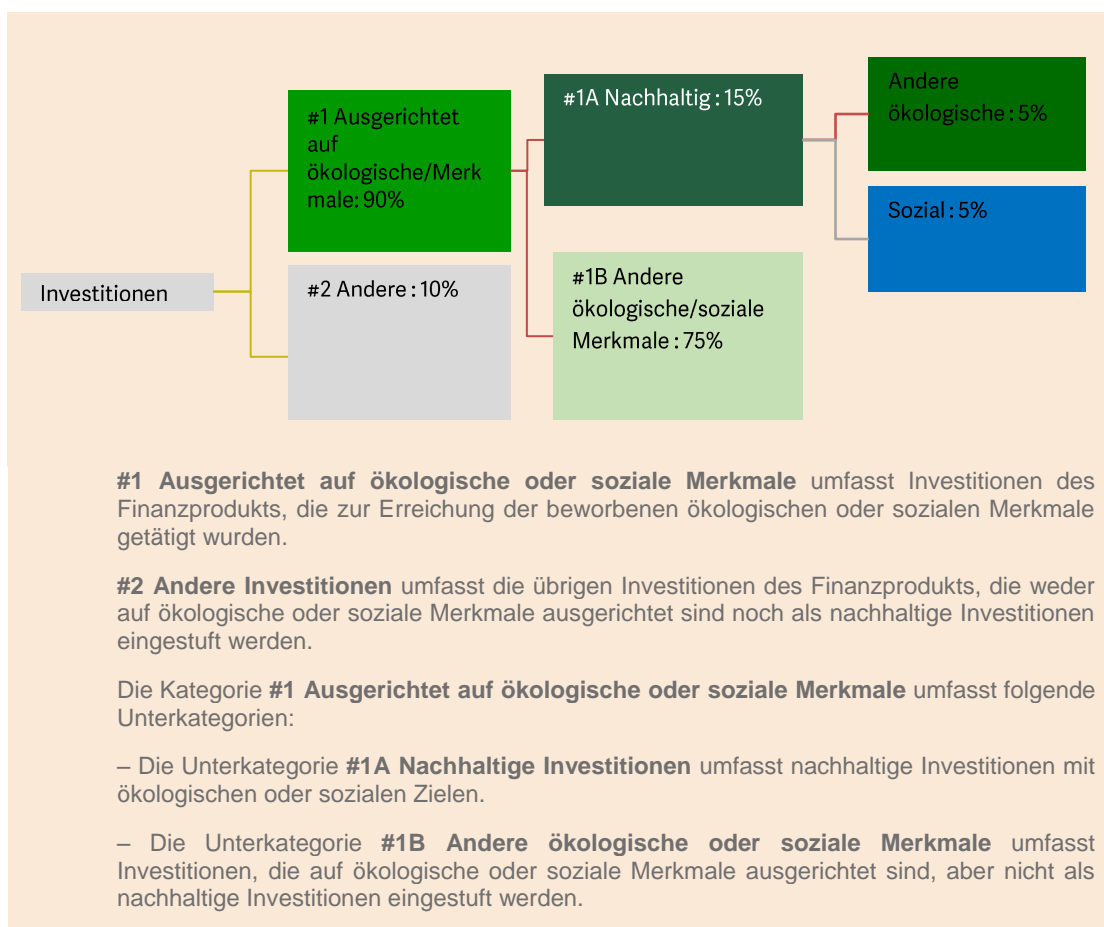 #1 Ausgerichtet
auf
ökologische/Merk
male: 90%
#1A Nachhaltig : 15%
Andere
ökologische : 5%
Sozial : 5%
Investitionen
#2 Andere : 10%
#1B Andere
ökologische/soziale
Merkmale : 75%
#1 Ausgerichtet auf ökologische oder soziale Merkmale umfasst Investitionen des
Finanzprodukts, die zur Erreichung der beworbenen ökologischen oder sozialen Merkmale
getätigt wurden.
#2 Andere Investitionen umfasst die übrigen Investitionen des Finanzprodukts, die weder
auf ökologische oder soziale Merkmale ausgerichtet sind noch als nachhaltige Investitionen
eingestuft werden.
Die Kategorie #1 Ausgerichtet auf ökologische oder soziale Merkmale umfasst folgende
Unterkategorien:
– Die Unterkategorie #1A Nachhaltige Investitionen umfasst nachhaltige Investitionen mit
ökologischen oder sozialen Zielen.
– Die Unterkategorie #1B Andere ökologische oder soziale Merkmale umfasst
Investitionen, die auf ökologische oder soziale Merkmale ausgerichtet sind, aber nicht als
nachhaltige Investitionen eingestuft werden.